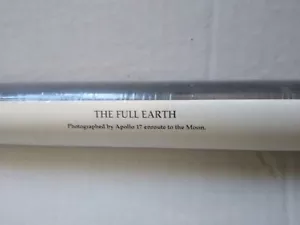 THE FULL EARTH
Photographed by Apollo 17 enroute to the Moon.